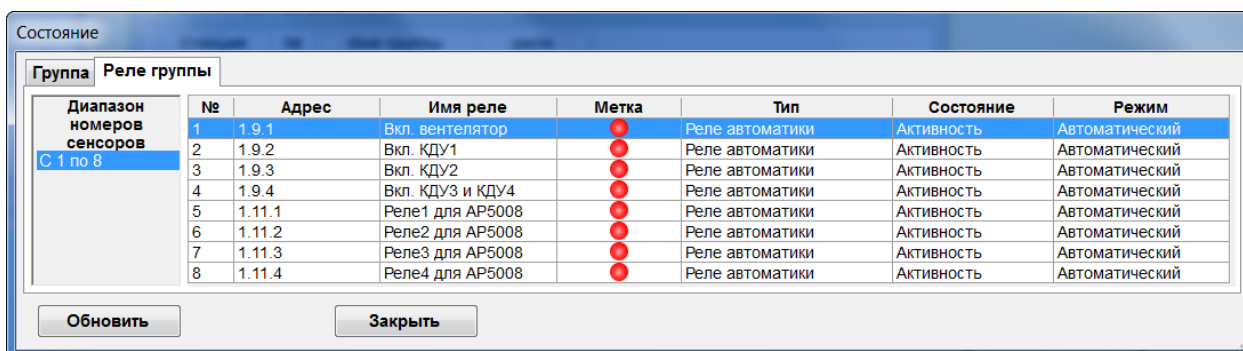 Состояние
Группа Реле группы
Диапазон номеров сенсоров
С 1 по 8
№ Адрес Имя реле Метка Тип Состояние Режим
1 1.9.1 Вкл. вентелятор Реле автоматики Активность Автоматический
2 1.9.2 Вкл. КДУ1 Реле автоматики Активность Автоматический
3 1.9.3 Вкл. КДУ2 Реле автоматики Активность Автоматический
4 1.9.4 Вкл. КДУ3 и КДУ4 Реле автоматики Активность Автоматический
5 1.11.1 Реле1 для АР5008 Реле автоматики Активность Автоматический
6 1.11.2 Реле2 для АР5008 Реле автоматики Активность Автоматический
7 1.11.3 Реле3 для АР5008 Реле автоматики Активность Автоматический
8 1.11.4 Реле4 для АР5008 Реле автоматики Активность Автоматический
Обновить Закрыть